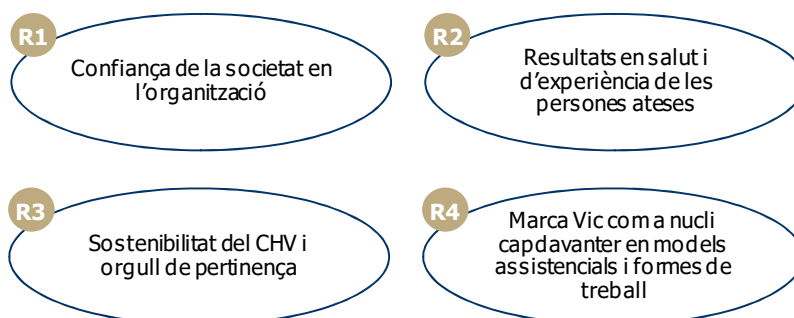 R1
Confiança de la societat en
l'organització
R2
Resultats en salut i
d'experiència de les
persones ateses
R3
Sostenibilitat del CHV i
orgull de pertinença
R4
Marca Vic com a nucli
capdavanter en models
assistencials i formes de
treball